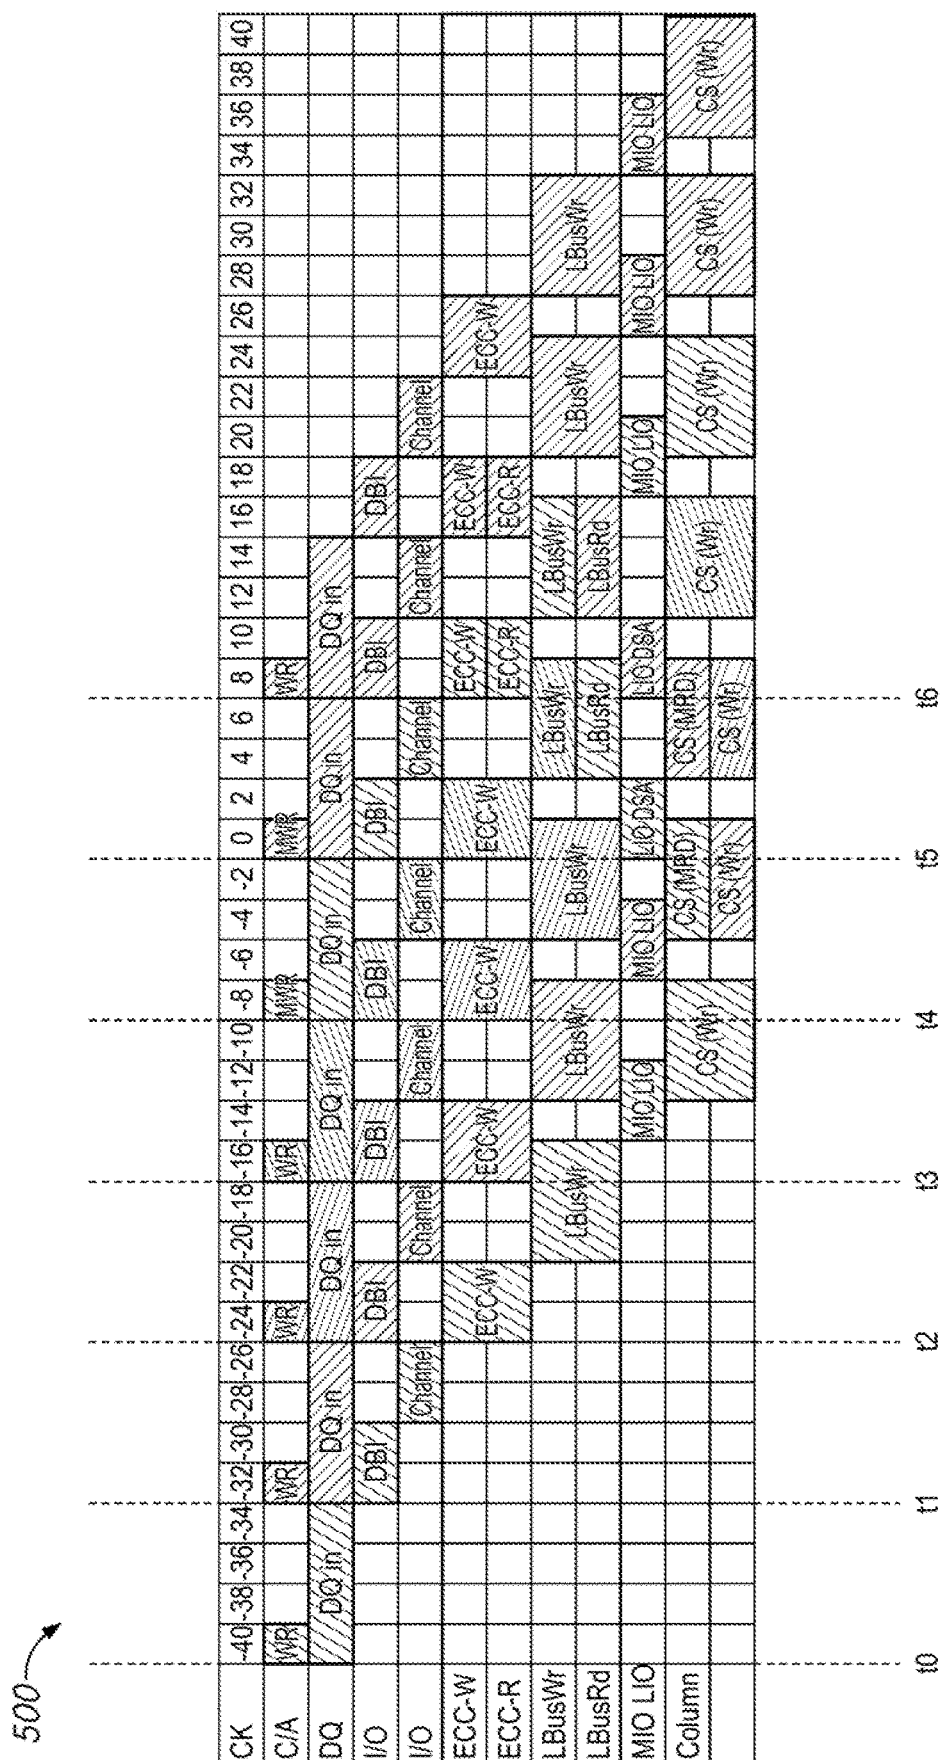 500
CK -40 -38 -36 -34 -32 -30 -28 -26 -24 -22 -20 -18 -16 -14 -12 -10 -8 -6 -4 -2 0 2 4 6 8 10 12 14 16 18 20 22 24 26 28 30 32 34 36 38 40
C/A WR WR WR WR MWR MWR WR
DQ DQ in DQ in DQ in DQ in DQ in DQ in DQ in
I/O DBI DBI DBI DBI DBI DBI DBI
I/O Channel Channel Channel Channel Channel Channel Channel
ECC-W ECC-W ECC-W ECC-W ECC-W ECC-W ECC-W ECC-W
ECC-R ECC-R ECC-R
LBusWr LBusWr LBusWr LBusWr LBusWr LBusWr LBusWr LBusWr
LBusRd LBusRd LBusRd
MIO LIO MIO LIO MIO LIO LIO DSA LIO DSA MIO LIO MIO LIO MIO LIO
Column CS (Wr) CS (MRD) CS (MRD) CS (Wr) CS (Wr) CS (Wr) CS (Wr)
CS (Wr) CS (Wr)
t0 t1 t2 t3 t4 t5 t6